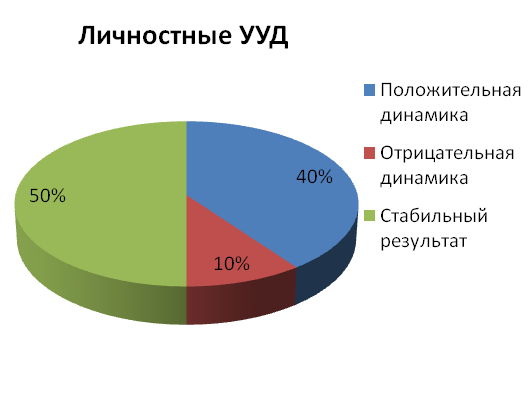 Личностные УУД
Положительная
динамика
Отрицательная
динамика
Стабильный
результат
40%
10%
50%